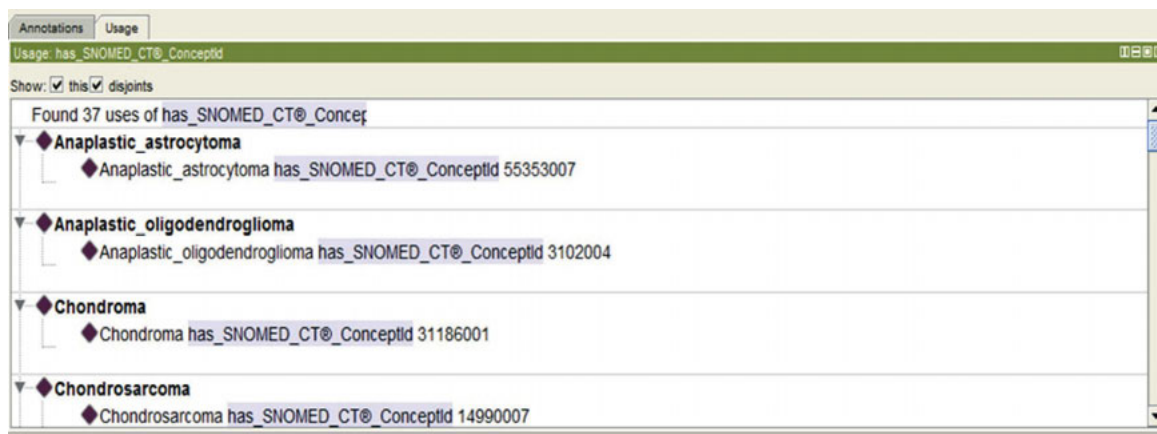 Annotations Usage
Usage: has_SNOMED_CT®_ConceptId
Show: this disjoints
Found 37 uses of has_SNOMED_CT®_Concep
Anaplastic_astrocytoma
Anaplastic_astrocytoma has_SNOMED_CT®_ConceptId 55353007
Anaplastic_oligodendroglioma
Anaplastic_oligodendroglioma has_SNOMED_CT®_ConceptId 3102004
Chondroma
Chondroma has_SNOMED_CT®_ConceptId 31186001
Chondrosarcoma
Chondrosarcoma has_SNOMED_CT®_ConceptId 14990007